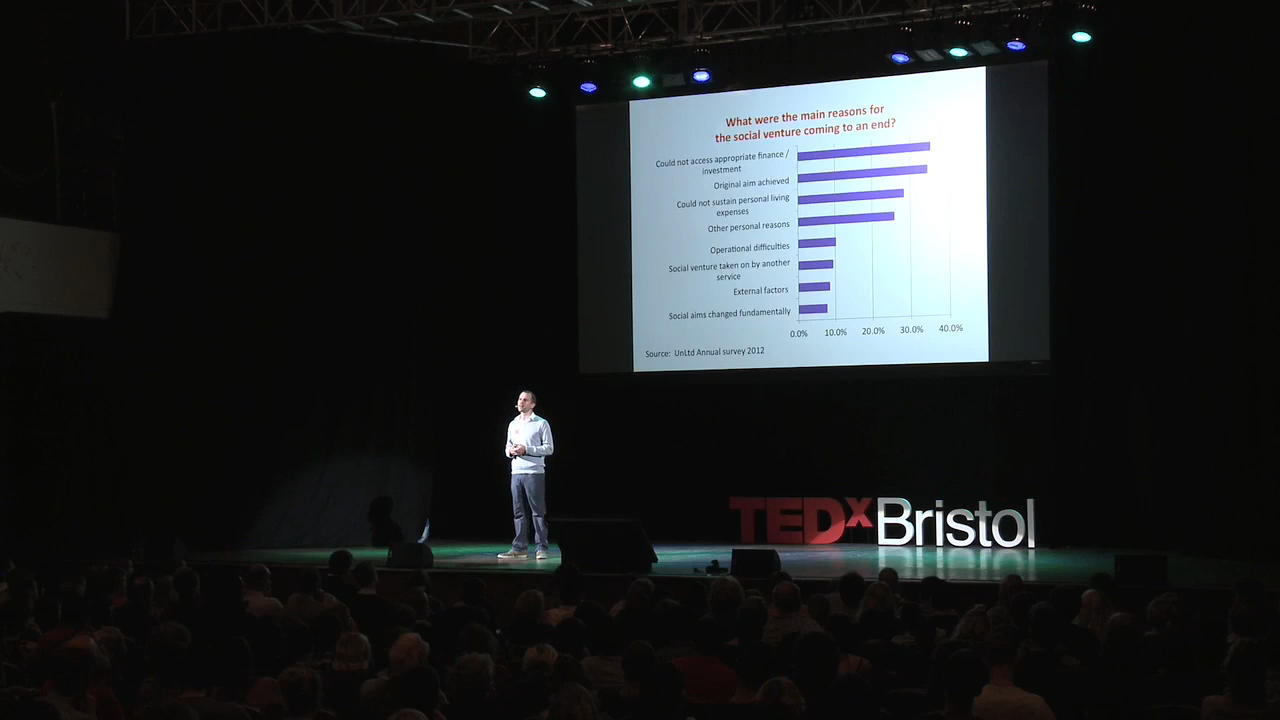 What were the main reasons for
the social venture coming to an end?
Could not access appropriate finance /
investment
Original aim achieved
Could not sustain personal living
expenses
Other personal reasons
Operational difficulties
Social venture taken on by another
service
External factors
Social aims changed fundamentally
0.0% 10.0% 20.0% 30.0% 40.0%
Source: UnLtd Annual survey 2012
TEDxBristol